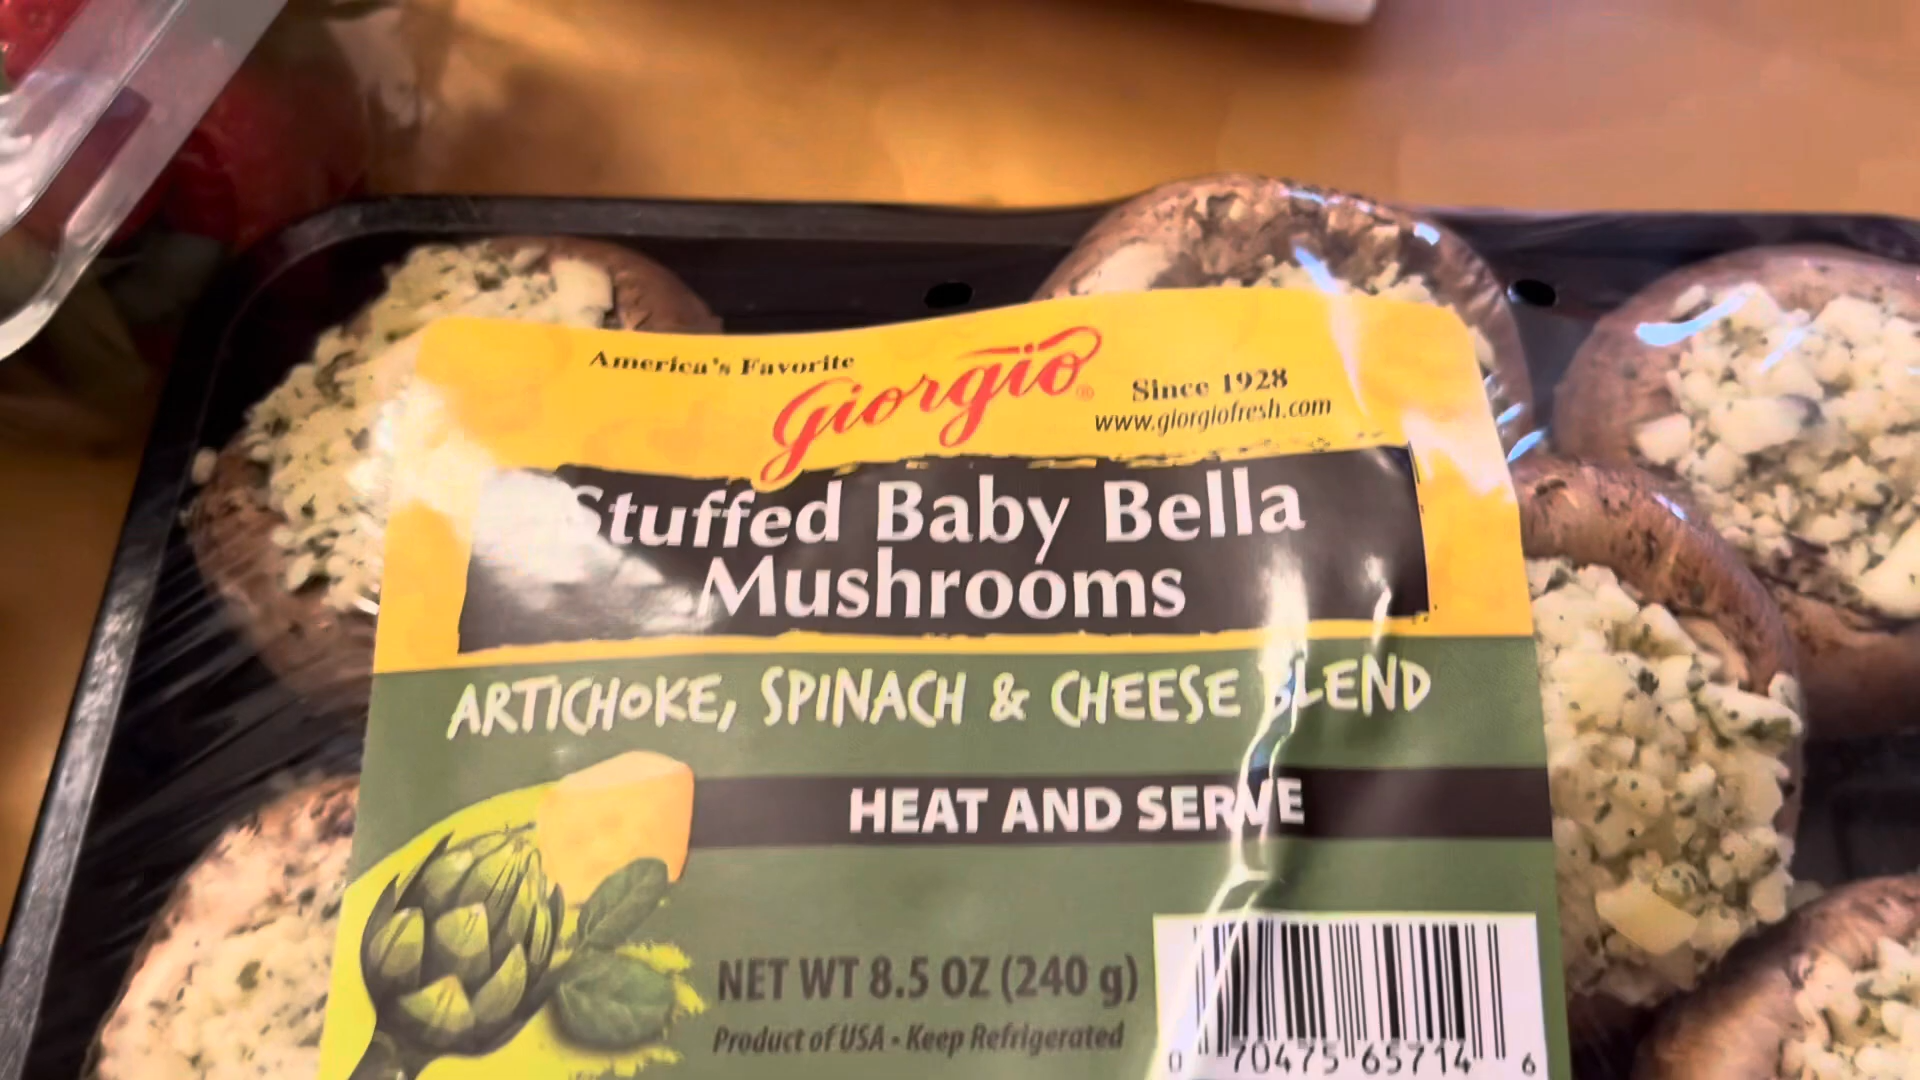 America's Favorite
Giorgio®
Since 1928
www.giorgiofresh.com
Stuffed Baby Bella
Mushrooms
ARTICHOKE, SPINACH & CHEESE BLEND
HEAT AND SERVE
NET WT 8.5 OZ (240 g)
Product of USA • Keep Refrigerated
0 70475 65714 6